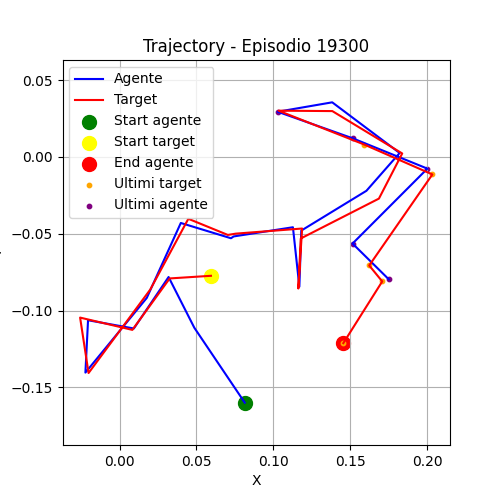 Trajectory - Episodio 19300
Agente
Target
Start agente
Start target
End agente
Ultimi target
Ultimi agente
0.05
0.00
−0.05
−0.10
−0.15
0.00
0.05
0.10
0.15
0.20
X